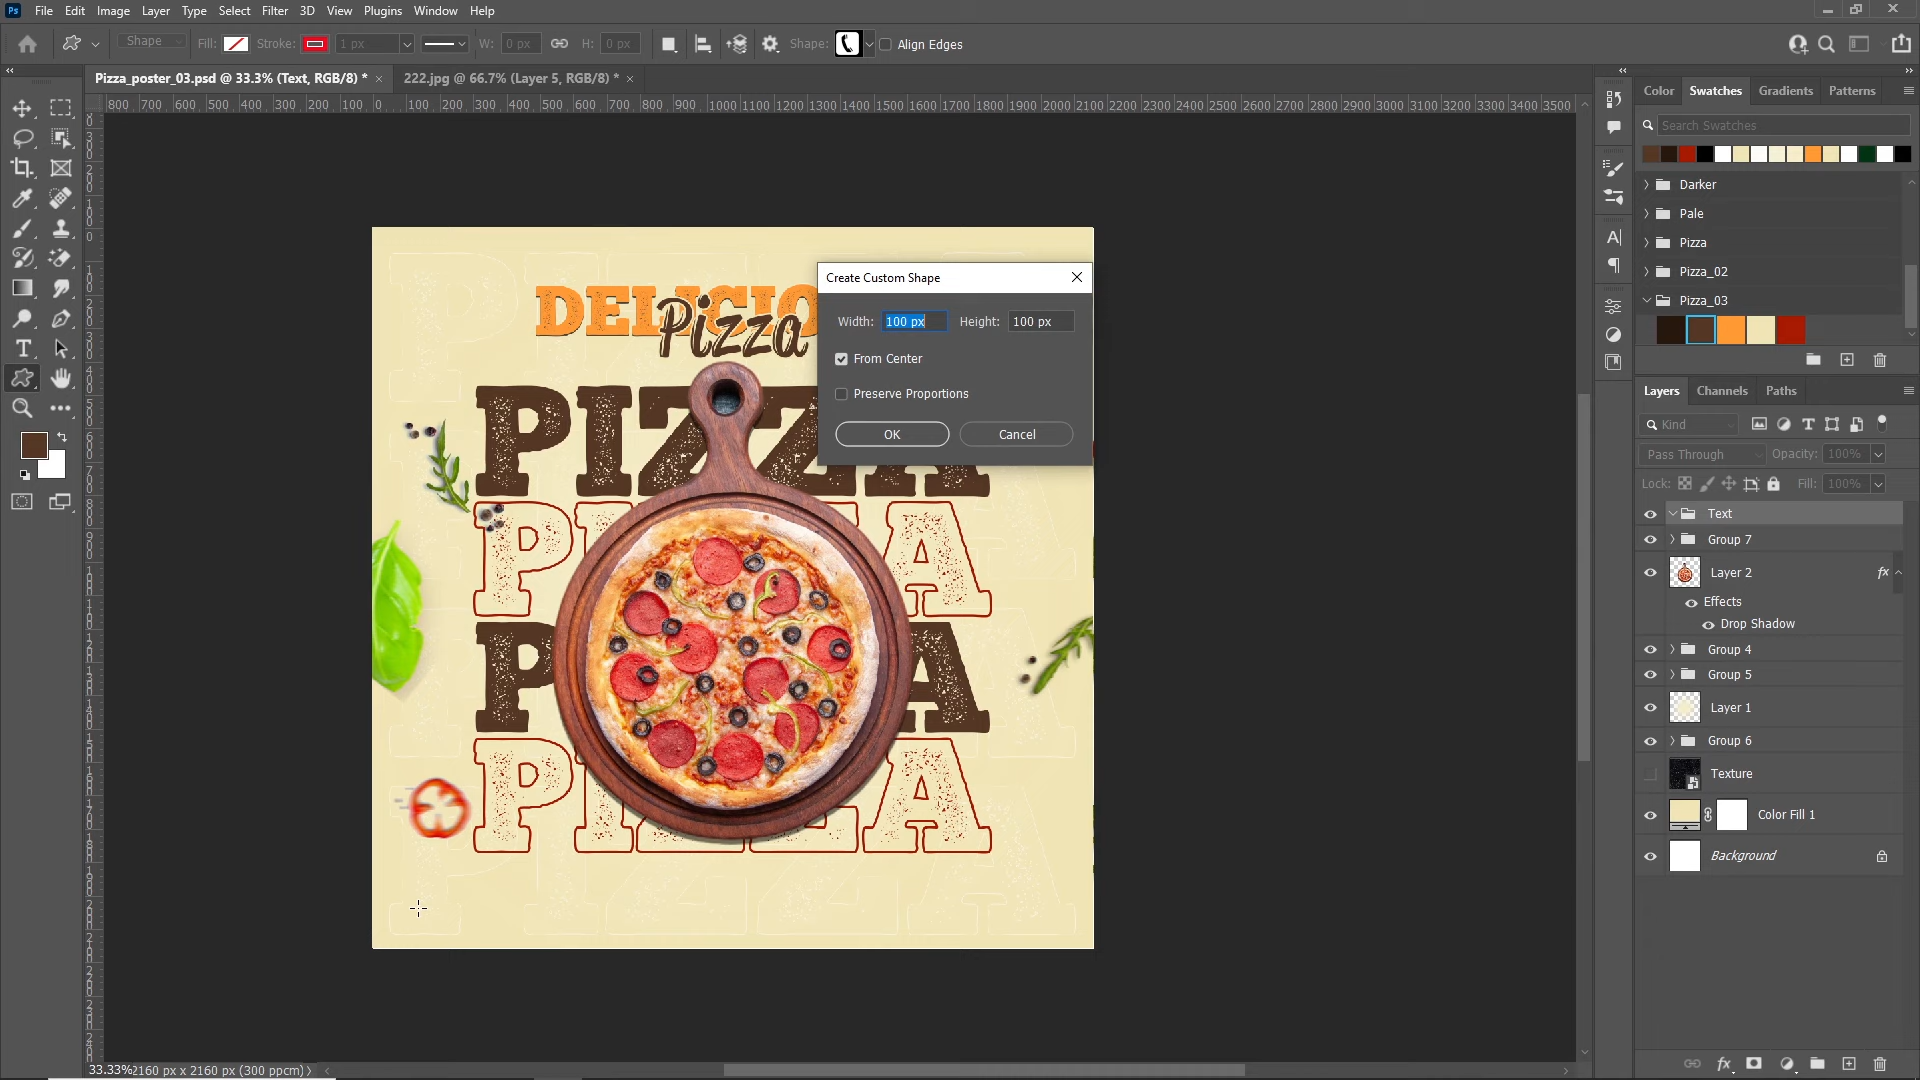 Ps File Edit Image Layer Type Select Filter 3D View Plugins Window Help
Shape Fill: Stroke: 1 px W: 0 px H: 0 px Shape: Align Edges
Pizza_poster_03.psd @ 33.3% (Text, RGB/8) * × 222.jpg @ 66.7% (Layer 5, RGB/8) * ×
800 700 600 500 400 300 200 100 0 100 200 300 400 500 600 700 800 900 1000 1100 1200 1300 1400 1500 1600 1700 1800 1900 2000 2100 2200 2300 2400 2500 2600 2700 2800 2900 3000 3100 3200 3300 3400 3500
DELICIO
Pizza
PIZZA
PI A
P A
PIZZA
PIZZA
Create Custom Shape
Width: 100 px Height: 100 px
From Center
Preserve Proportions
OK Cancel
Color Swatches Gradients Patterns
Search Swatches
Darker
Pale
Pizza
Pizza_02
Pizza_03
Layers Channels Paths
Kind
Pass Through Opacity: 100%
Lock: Fill: 100%
Text
Group 7
Layer 2 fx
Effects
Drop Shadow
Group 4
Group 5
Layer 1
Group 6
Texture
Color Fill 1
Background
33.33% 2160 px x 2160 px (300 ppcm)
fx